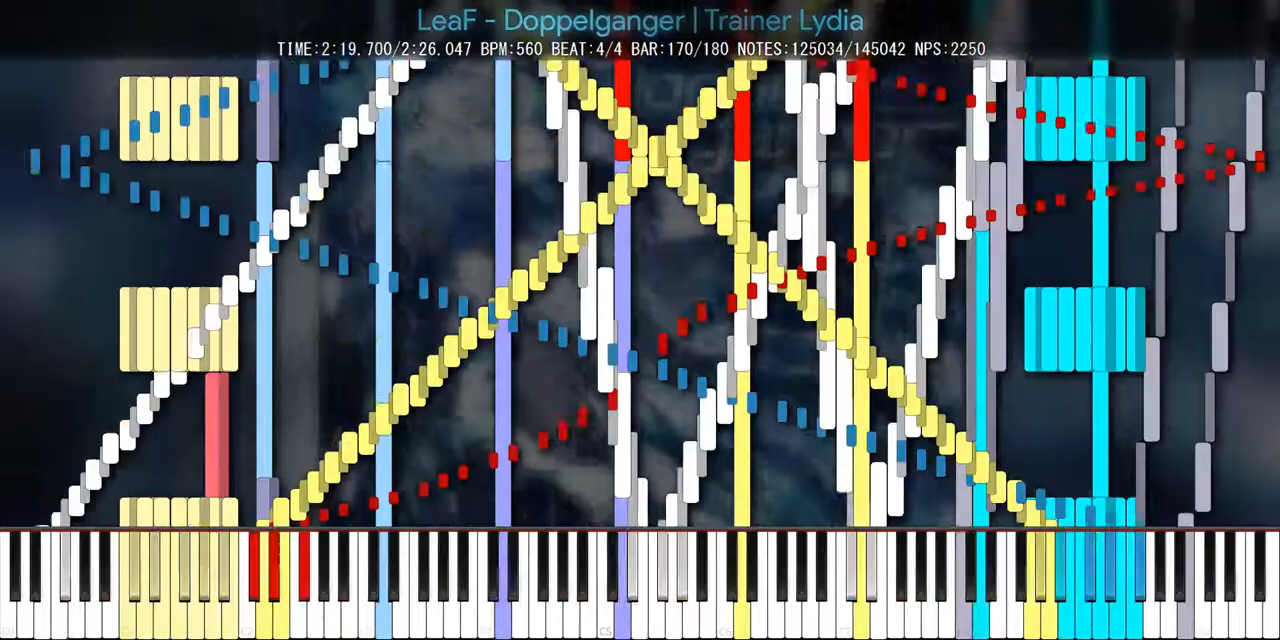 LeaF - Doppelganger | Trainer Lydia
TIME:2:19.700/2:26.047 BPM:560 BEAT:4/4 BAR:170/180 NOTES:125034/145042 NPS:2250
C5